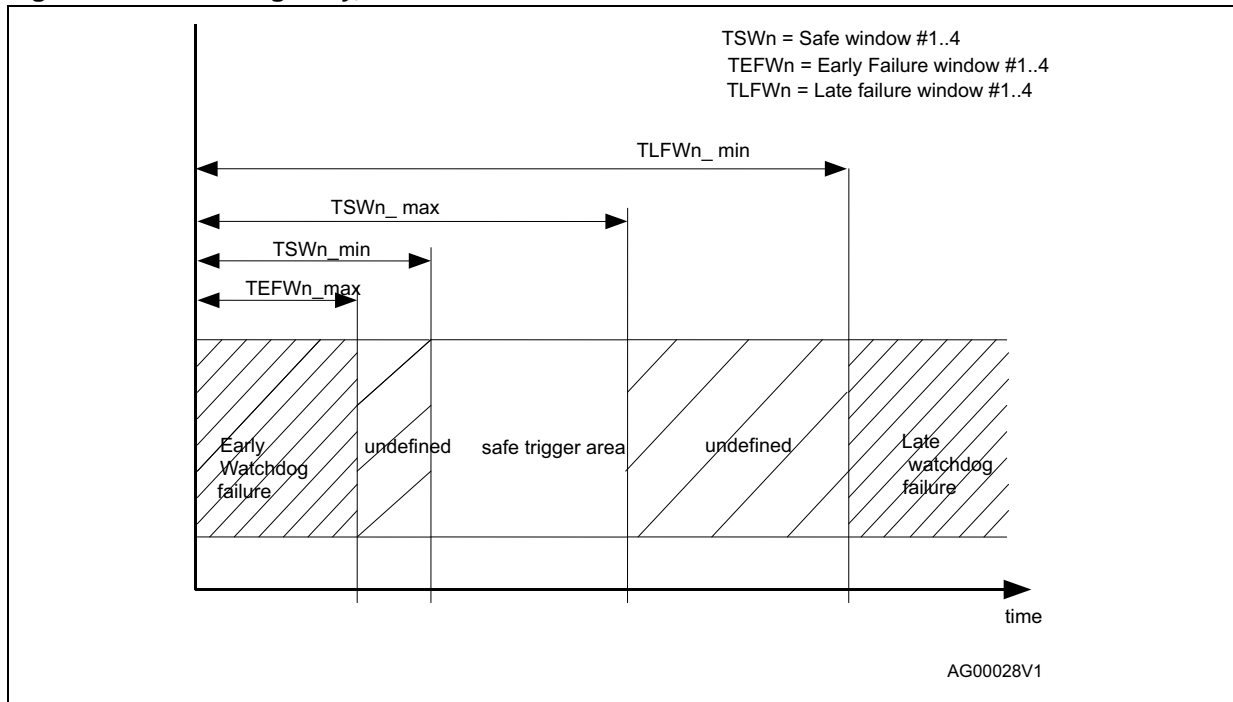 TSWn = Safe window #1..4
TEFWn = Early Failure window #1..4
TLFWn = Late failure window #1..4
TLFWn_ min
TSWn_ max
TSWn_min
TEFWn_max
Early
Watchdog
failure
undefined
safe trigger area
undefined
Late
watchdog
failure
time
AG00028V1